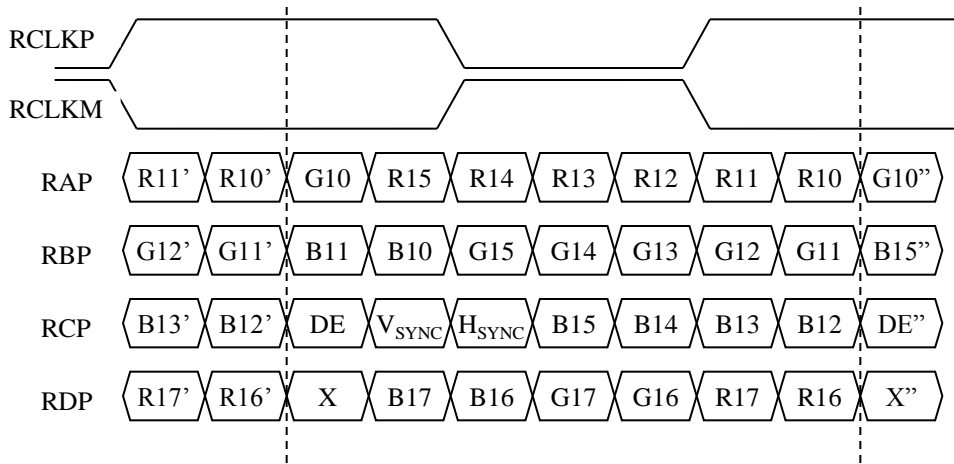 RCLKP
RCLKM
RAP R11’ R10’ G10 R15 R14 R13 R12 R11 R10 G10”
RBP G12’ G11’ B11 B10 G15 G14 G13 G12 G11 B15”
RCP B13’ B12’ DE VSYNC HSYNC B15 B14 B13 B12 DE”
RDP R17’ R16’ X B17 B16 G17 G16 R17 R16 X”